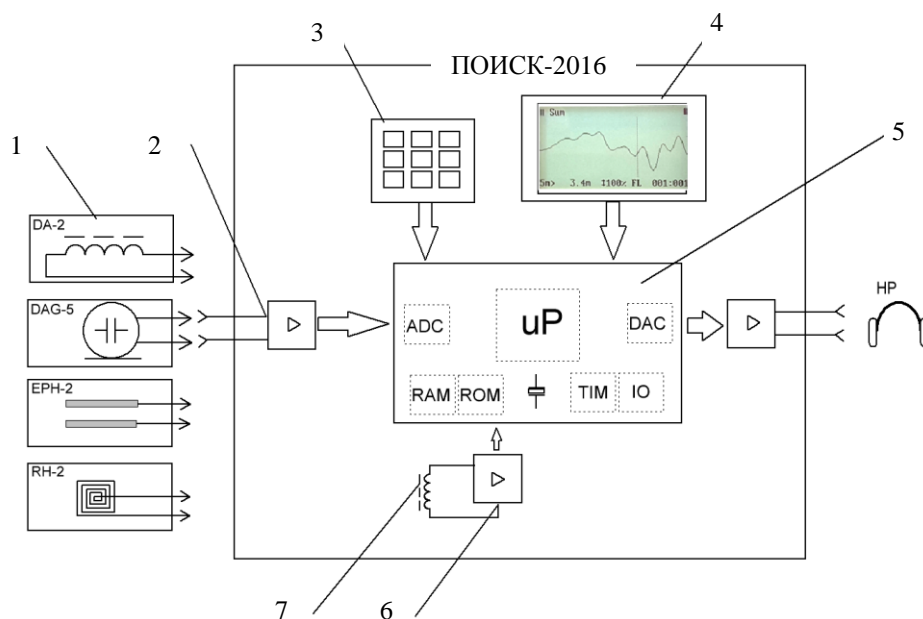 3
4
ПОИСК-2016
1
2
5
DA-2
DAG-5
EPH-2
RH-2
Sum
5m> 3.4m 100% FL 001:001
ADC
uP
DAC
RAM
ROM
TIM
IO
HP
7
6